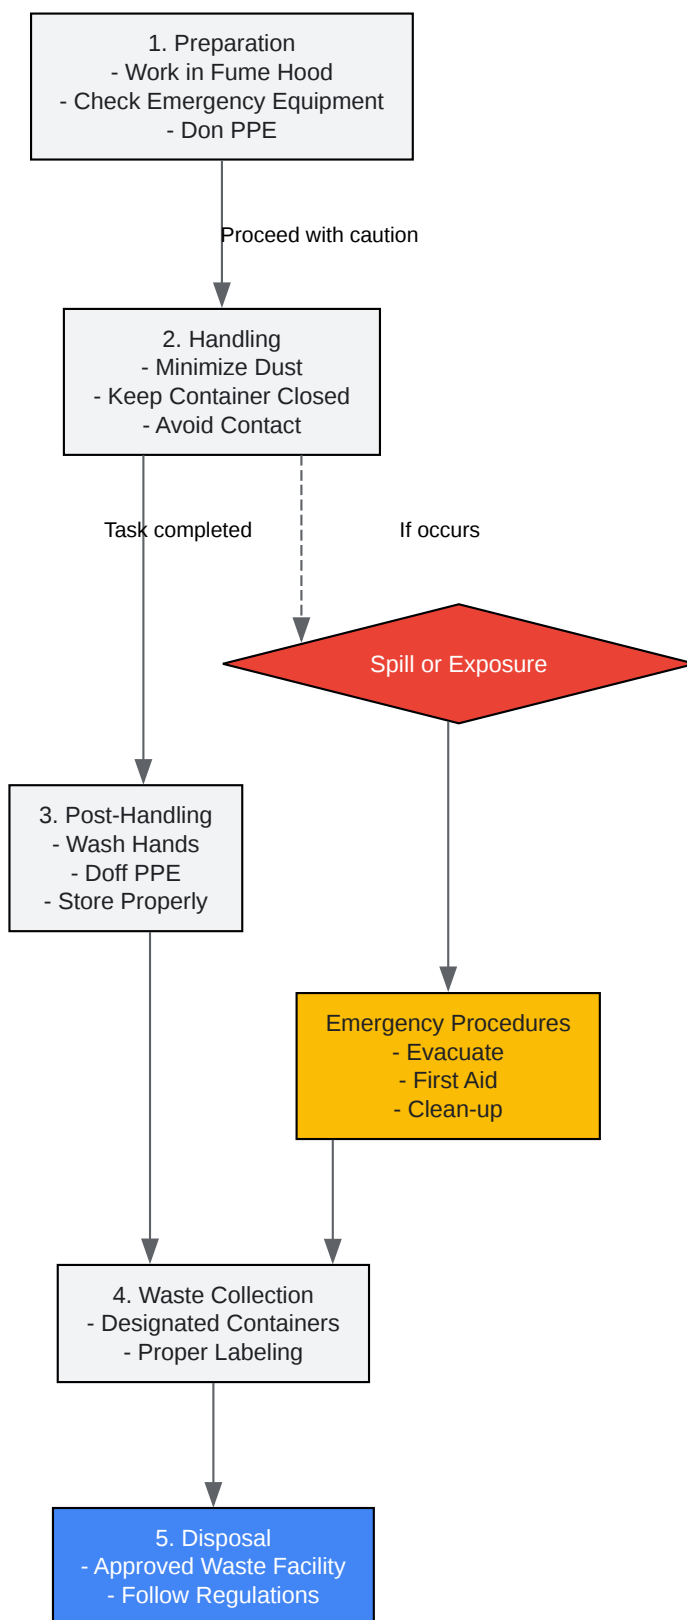 1. Preparation
- Work in Fume Hood
- Check Emergency Equipment
- Don PPE
Proceed with caution
2. Handling
- Minimize Dust
- Keep Container Closed
- Avoid Contact
Task completed
If occurs
Spill or Exposure
3. Post-Handling
- Wash Hands
- Doff PPE
- Store Properly
Emergency Procedures
- Evacuate
- First Aid
- Clean-up
4. Waste Collection
- Designated Containers
- Proper Labeling
5. Disposal
- Approved Waste Facility
- Follow Regulations